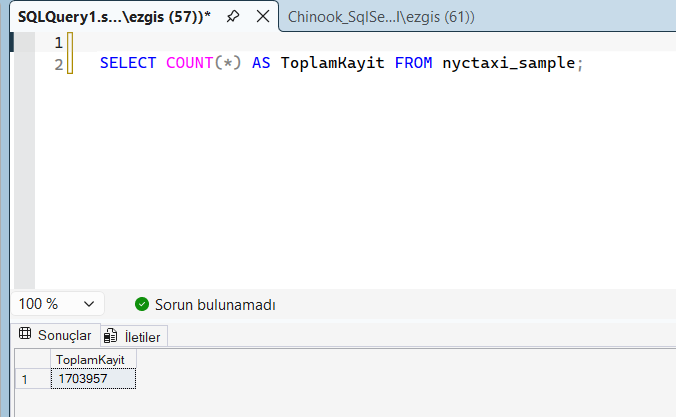 SQLQuery1.s...\ezgis (57))*
Chinook_SqlSe...l\ezgis (61))
1
2 SELECT COUNT(*) AS ToplamKayit FROM nyctaxi_sample;
100 %
Sorun bulunamadı
Sonuçlar
İletiler
ToplamKayit
1 1703957